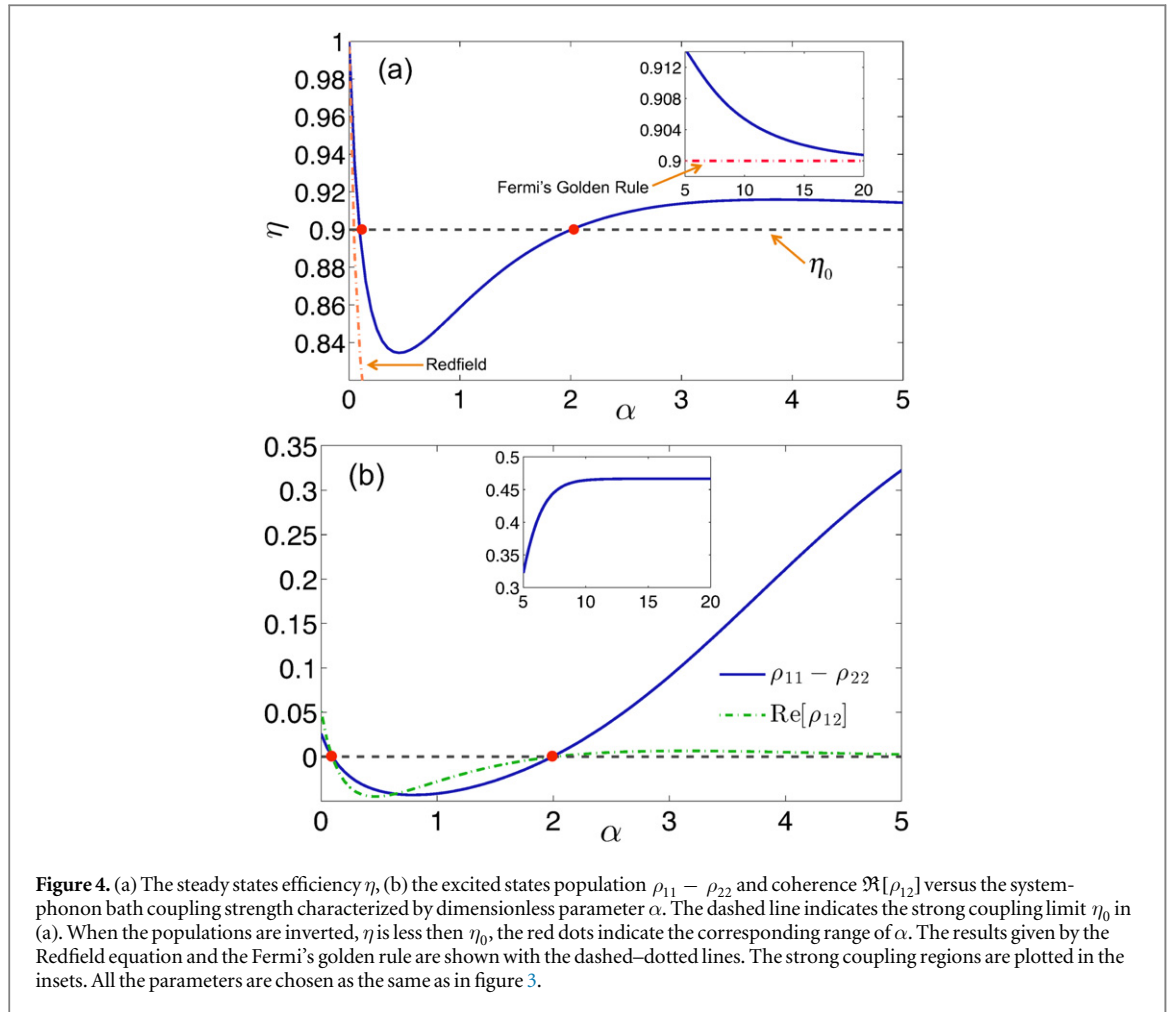 1
0.98
0.96
0.94
0.92
0.9
0.88
0.86
0.84
η
(a)
0.912
0.908
0.904
0.9
5 10 15 20
Fermi's Golden Rule
η₀
Redfield
0 1 2 3 4 5
α
0.35
0.3
0.25
0.2
0.15
0.1
0.05
0
(b)
0.5
0.45
0.4
0.35
0.3
5 10 15 20
ρ₁₁ − ρ₂₂
Re[ρ₁₂]
0 1 2 3 4 5
α
Figure 4. (a) The steady states efficiency η, (b) the excited states population ρ₁₁ − ρ₂₂ and coherence ℜ[ρ₁₂] versus the system-
phonon bath coupling strength characterized by dimensionless parameter α. The dashed line indicates the strong coupling limit η₀ in
(a). When the populations are inverted, η is less then η₀, the red dots indicate the corresponding range of α. The results given by the
Redfield equation and the Fermi's golden rule are shown with the dashed–dotted lines. The strong coupling regions are plotted in the
insets. All the parameters are chosen as the same as in figure 3.